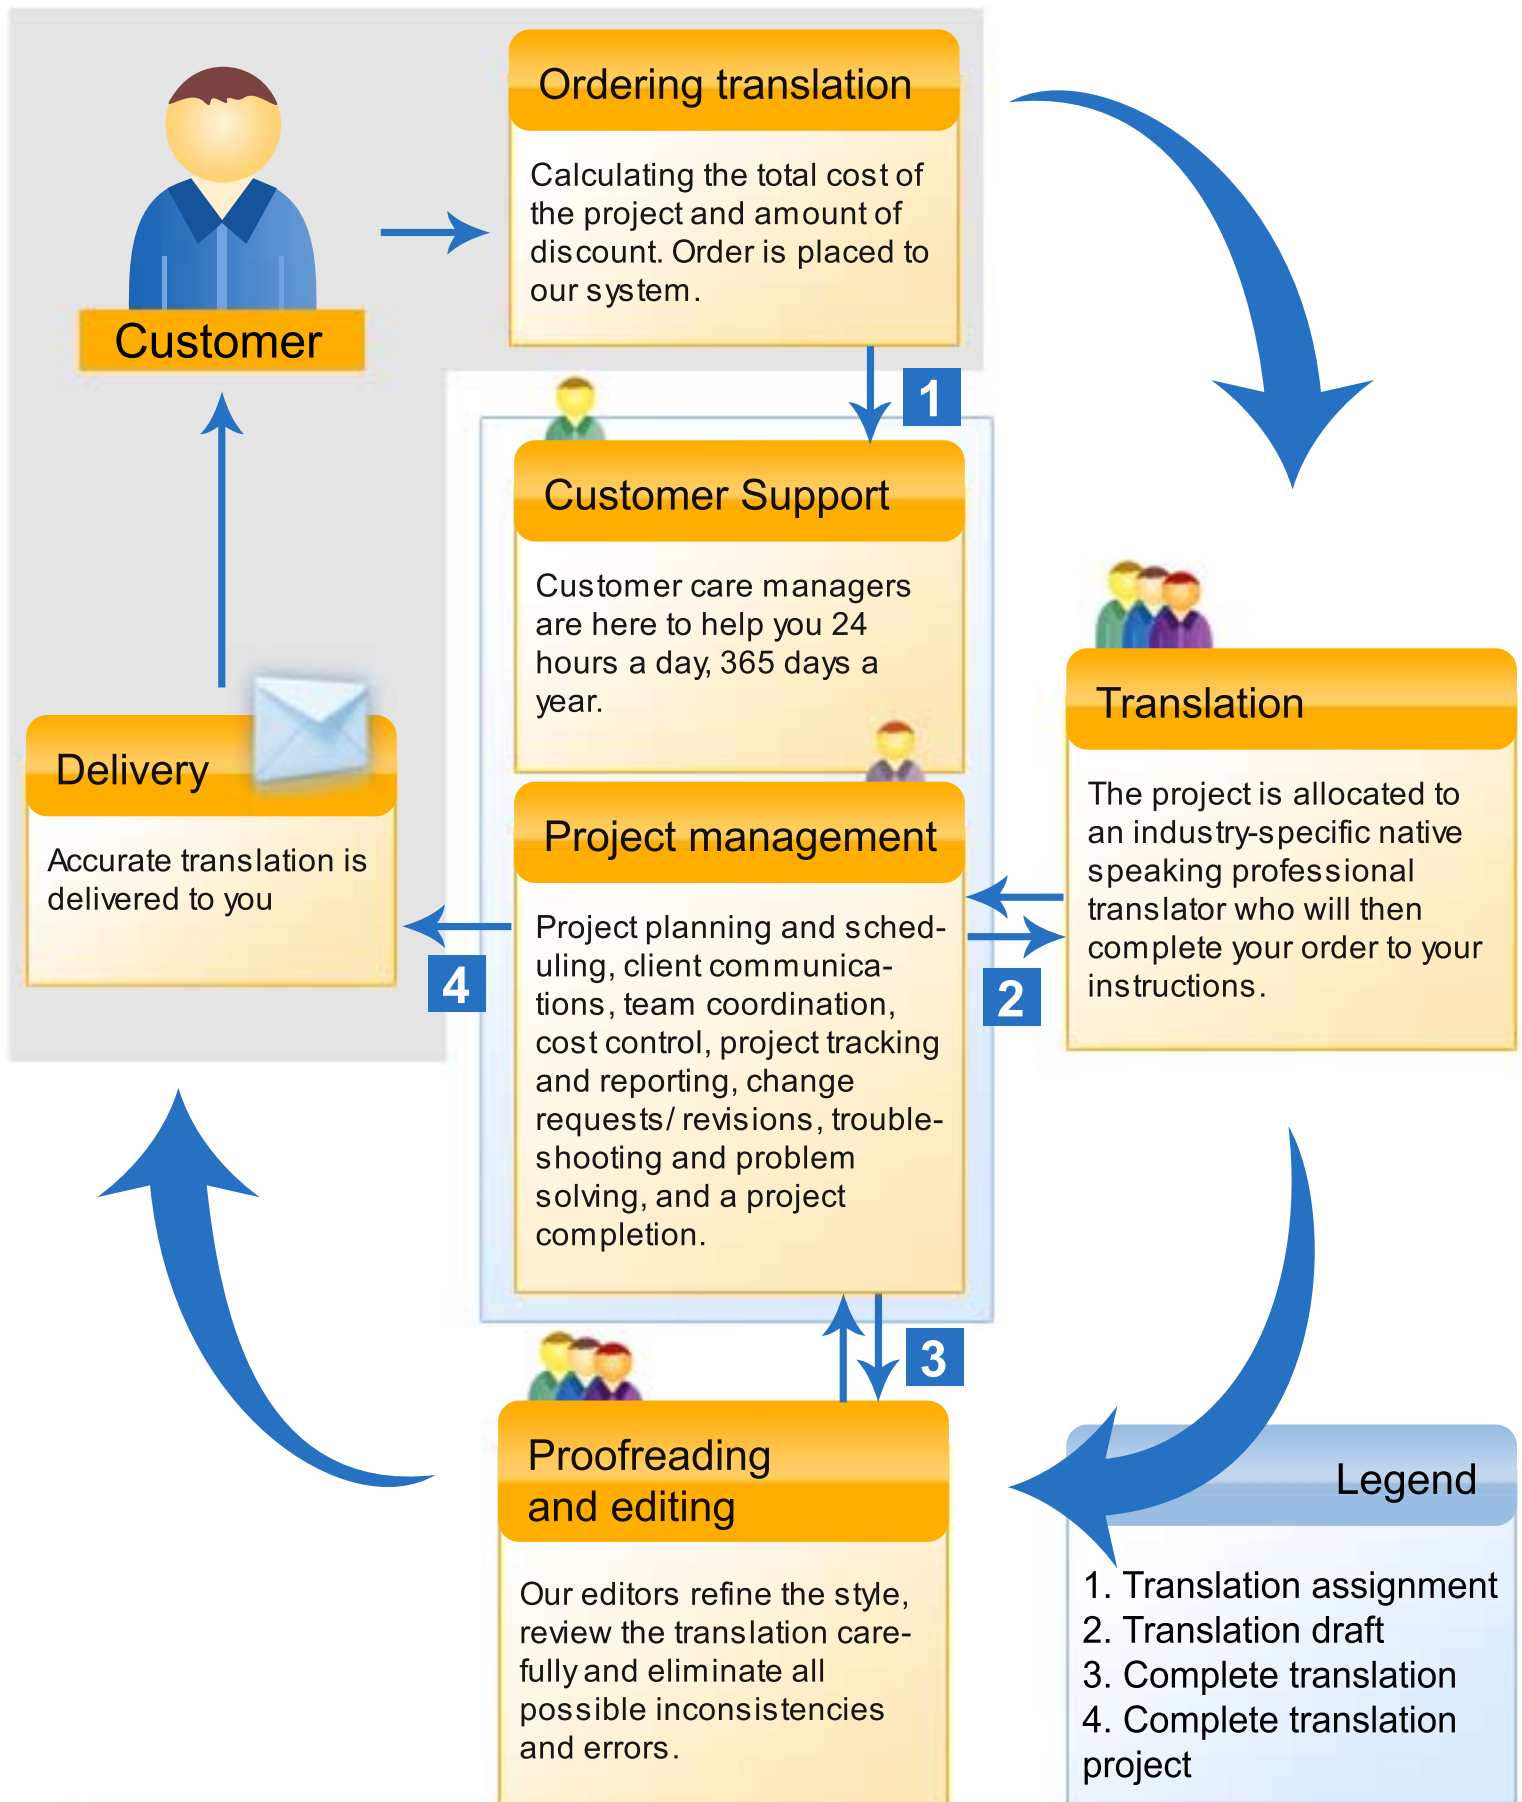 Customer
Ordering translation
Calculating the total cost of
the project and amount of
discount. Order is placed to
our system.
1
Customer Support
Customer care managers
are here to help you 24
hours a day, 365 days a
year.
Translation
The project is allocated to
an industry-specific native
speaking professional
translator who will then
complete your order to your
instructions.
Delivery
Accurate translation is
delivered to you
Project management
Project planning and sched-
uling, client communica-
tions, team coordination,
cost control, project tracking
and reporting, change
requests/ revisions, trouble-
shooting and problem
solving, and a project
completion.
4
2
3
Proofreading
and editing
Our editors refine the style,
review the translation care-
fully and eliminate all
possible inconsistencies
and errors.
Legend
1. Translation assignment
2. Translation draft
3. Complete translation
4. Complete translation
project